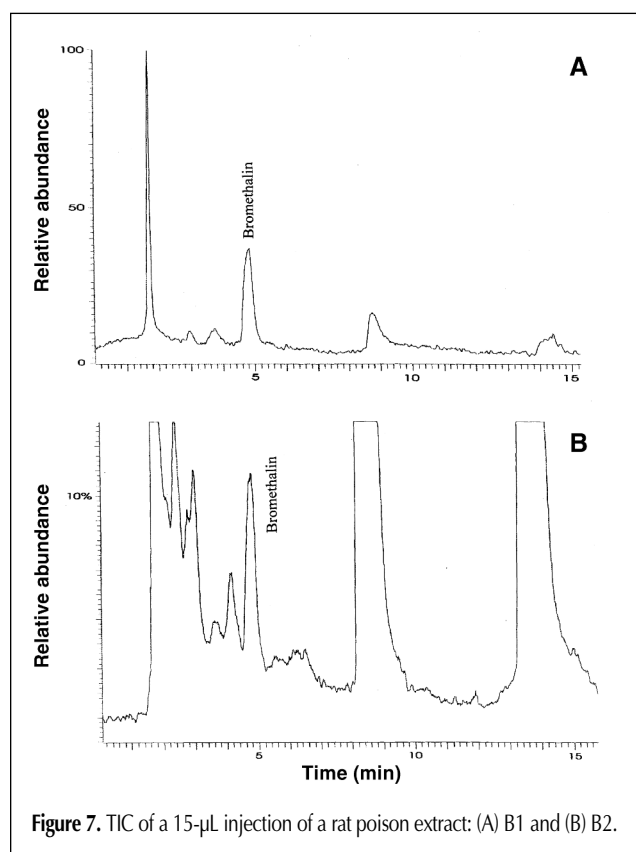 A
100
50
0
Relative abundance
Bromethalin
5
10
15
B
10%
Relative abundance
Bromethalin
5
10
15
Time (min)
Figure 7. TIC of a 15-µL injection of a rat poison extract: (A) B1 and (B) B2.